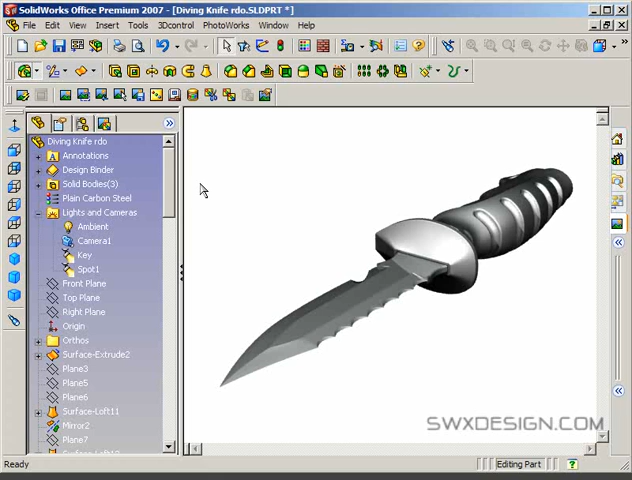 SolidWorks Office Premium 2007 - [Diving Knife rdo.SLDPRT *]
File Edit View Insert Tools 3Dcontrol PhotoWorks Window Help
Diving Knife rdo
Annotations
Design Binder
Solid Bodies(3)
Plain Carbon Steel
Lights and Cameras
Ambient
Camera1
Key
Spot1
Front Plane
Top Plane
Right Plane
Origin
Orthos
Surface-Extrude2
Plane3
Plane5
Plane6
Surface-Loft11
Mirror2
Plane7
SWXDESIGN.COM
Ready
Editing Part